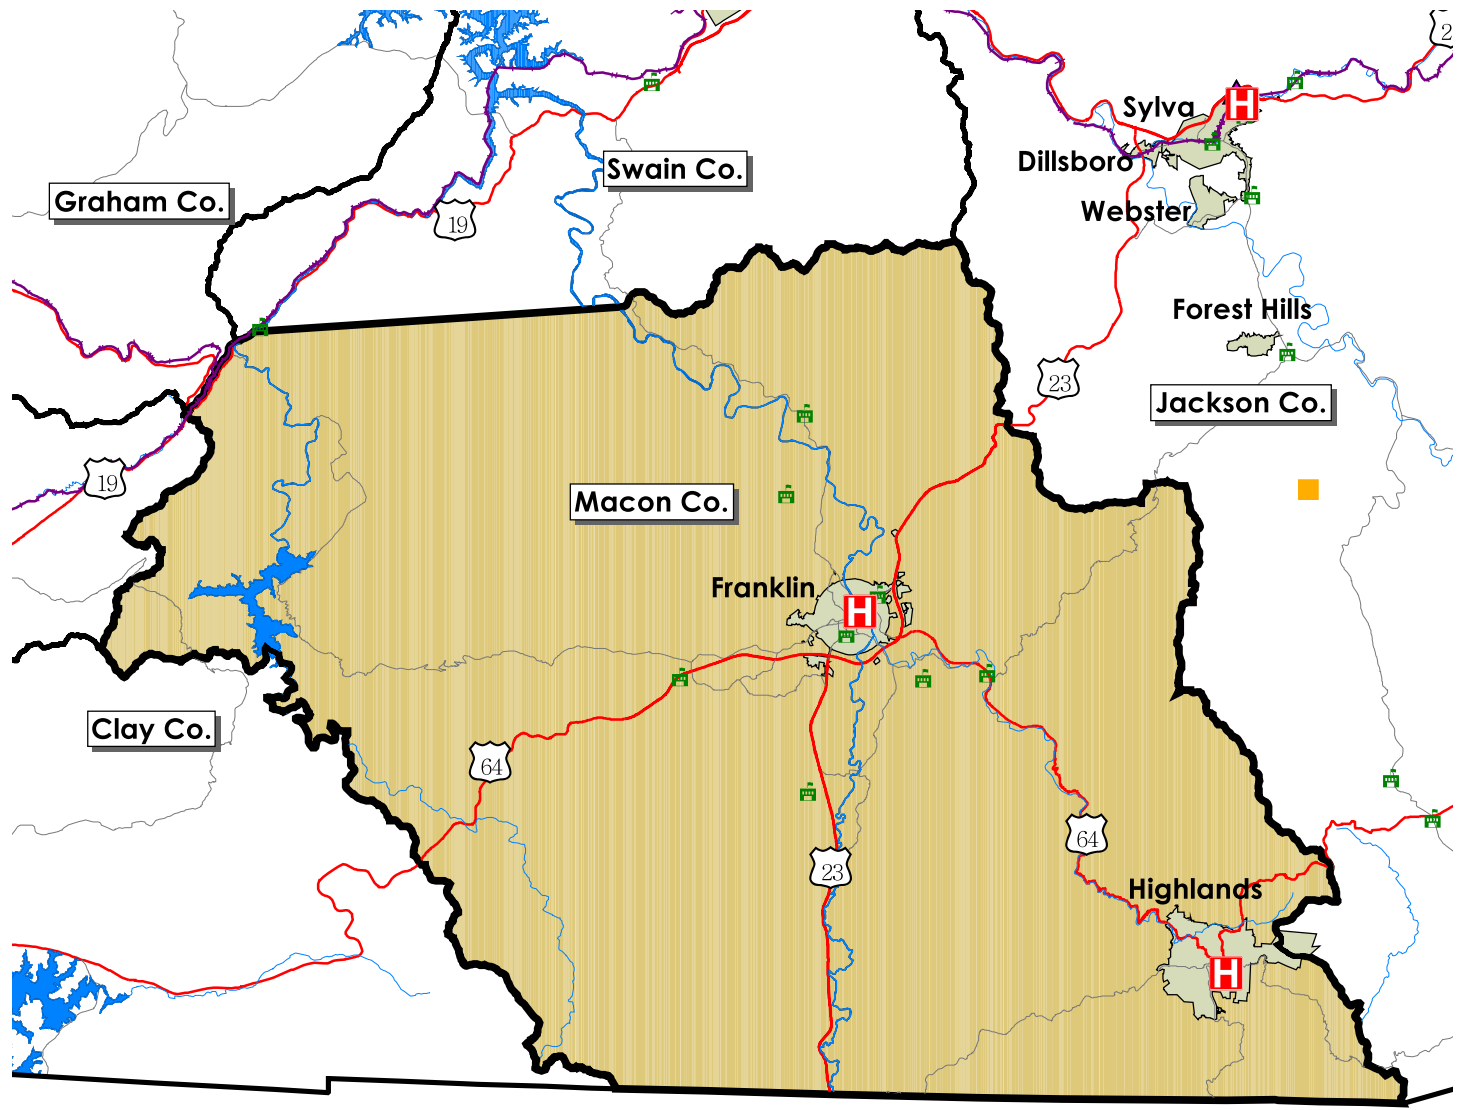 2
Sylva
H
Dillsboro
Swain Co.
Graham Co.
Webster
19
Forest Hills
23
Jackson Co.
19
Macon Co.
Franklin
H
Clay Co.
64
64
23
Highlands
H